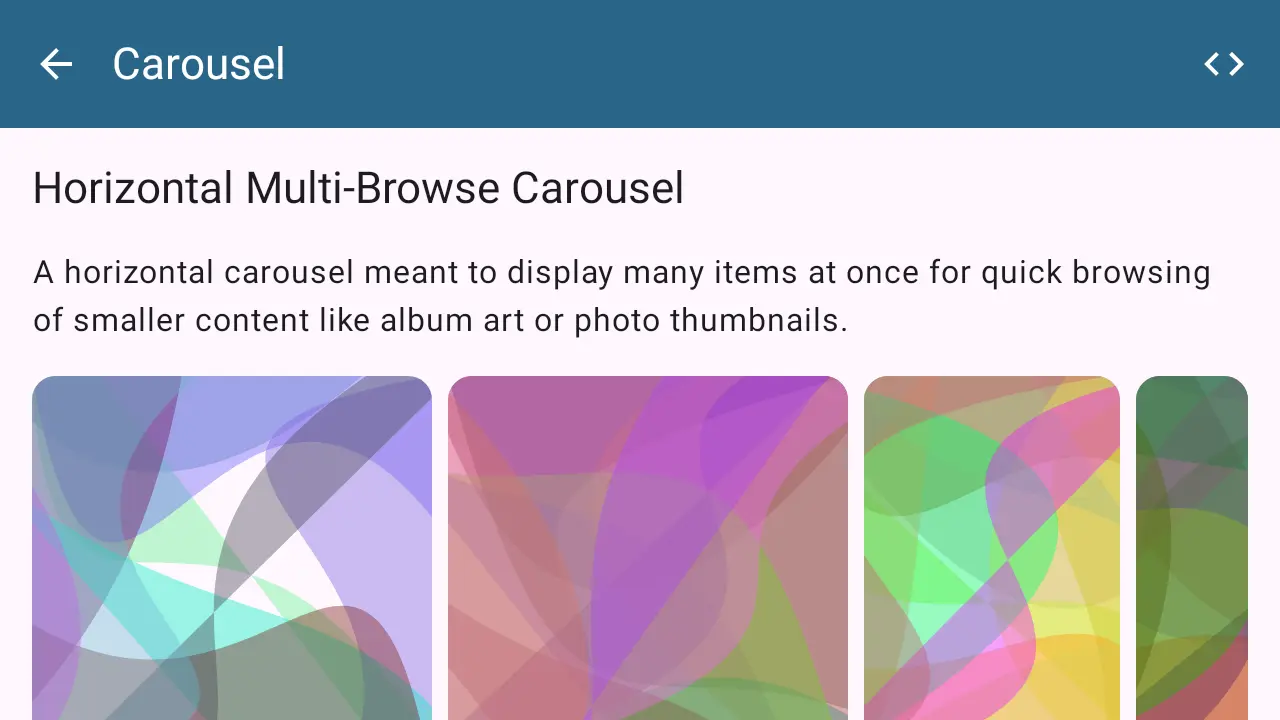 Carousel
Horizontal Multi-Browse Carousel
A horizontal carousel meant to display many items at once for quick browsing
of smaller content like album art or photo thumbnails.